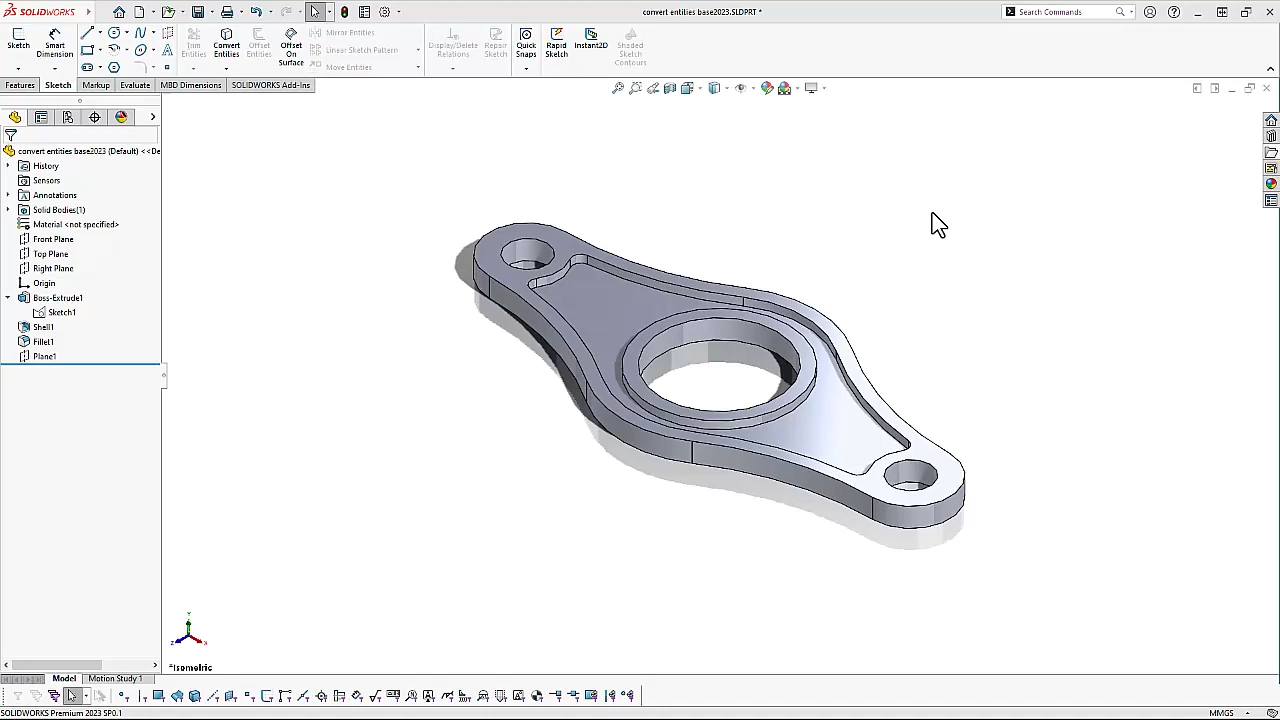 SOLIDWORKS
convert entities base2023.SLDPRT *
Search Commands
Sketch
Smart
Dimension
Trim
Entities
Convert
Entities
Offset
Entities
Offset
On
Surface
Mirror Entities
Linear Sketch Pattern
Move Entities
Display/Delete
Relations
Repair
Sketch
Quick
Snaps
Rapid
Sketch
Instant2D
Shaded
Sketch
Contours
Features
Sketch
Markup
Evaluate
MBD Dimensions
SOLIDWORKS Add-Ins
convert entities base2023 (Default) <<De
History
Sensors
Annotations
Solid Bodies(1)
Material <not specified>
Front Plane
Top Plane
Right Plane
Origin
Boss-Extrude1
Sketch1
Shell1
Fillet1
Plane1
*Isometric
Model
Motion Study 1
SOLIDWORKS Premium 2023 SP0.1
MMGS